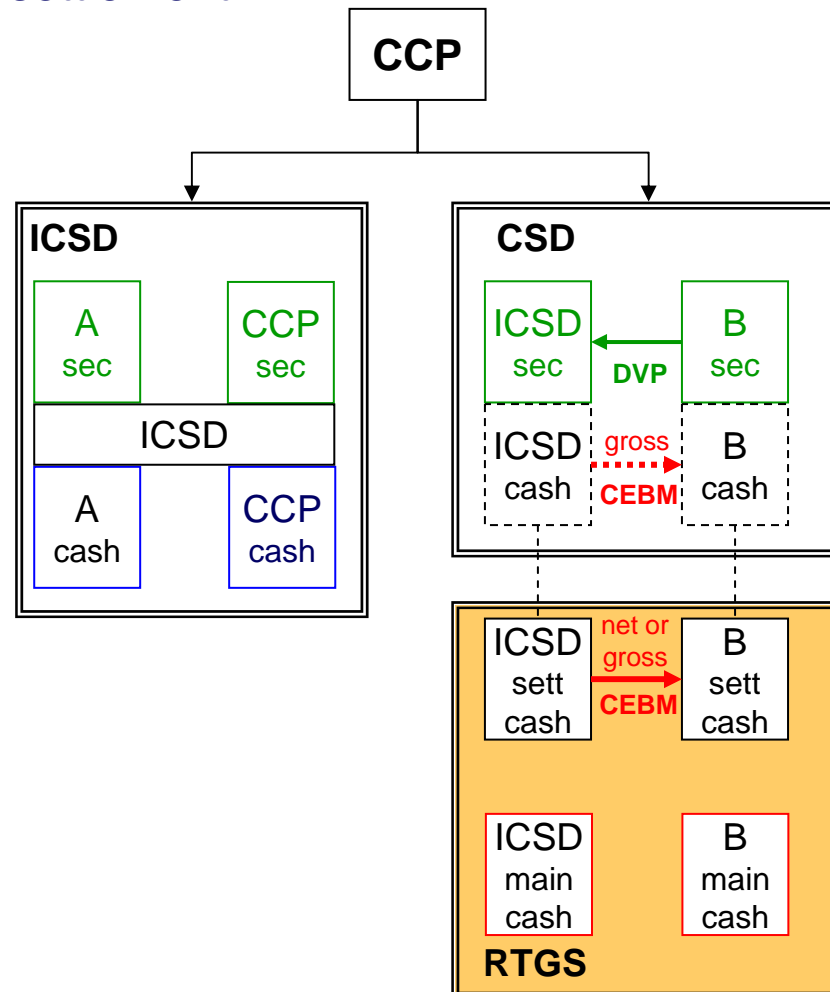 CCP
ICSD
A
sec
CCP
sec
ICSD
A
cash
CCP
cash
CSD
ICSD
sec
DVP
B
sec
ICSD
cash
gross
CEBM
B
cash
ICSD
sett
cash
net or
gross
CEBM
B
sett
cash
ICSD
main
cash
B
main
cash
RTGS